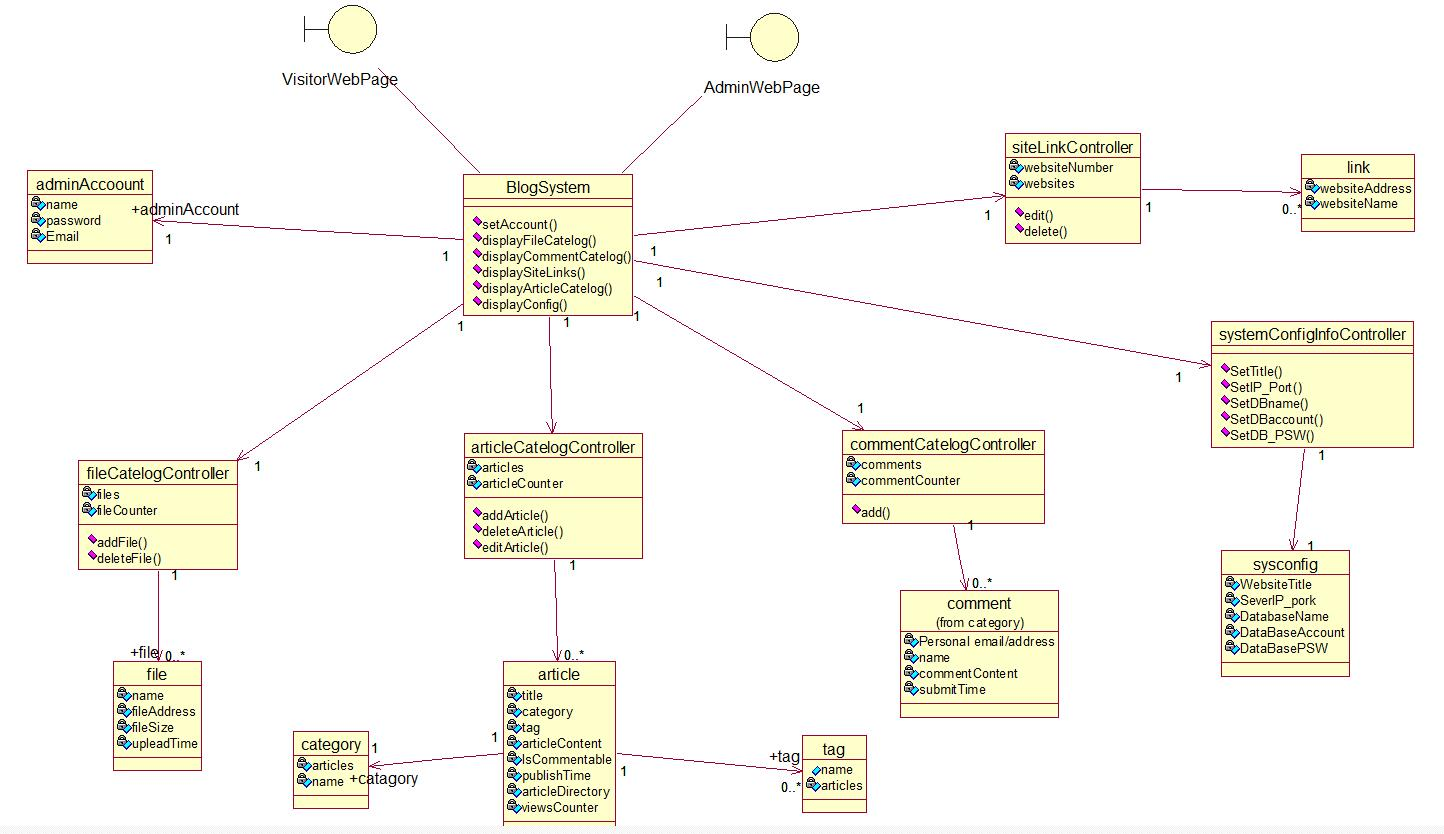 VisitorWebPage
AdminWebPage
adminAccoount
name
password
Email
+adminAccount
1
1
BlogSystem
setAccount()
displayFileCatelog()
displayCommentCatelog()
displaySiteLinks()
displayArticleCatelog()
displayConfig()
siteLinkController
websiteNumber
websites
edit()
delete()
1
1
1
0..*
link
websiteAddress
websiteName
1
1
systemConfigInfoController
SetTitle()
SetIP_Port()
SetDBname()
SetDBaccount()
SetDB_PSW()
1
1
sysconfig
WebsiteTitle
SeverIP_pork
DatabaseName
DataBaseAccount
DataBasePSW
1
1
fileCatelogController
files
fileCounter
addFile()
deleteFile()
1
+file
0..*
file
name
fileAddress
fileSize
upleadTime
1
articleCatelogController
articles
articleCounter
addArticle()
deleteArticle()
editArticle()
1
0..*
article
title
category
tag
articleContent
IsCommentable
publishTime
articleDirectory
viewsCounter
1
1
+catagory
category
articles
name
1
+tag
0..*
tag
name
articles
1
1
commentCatelogController
comments
commentCounter
add()
1
0..*
comment
(from category)
Personal email/address
name
commentContent
submitTime